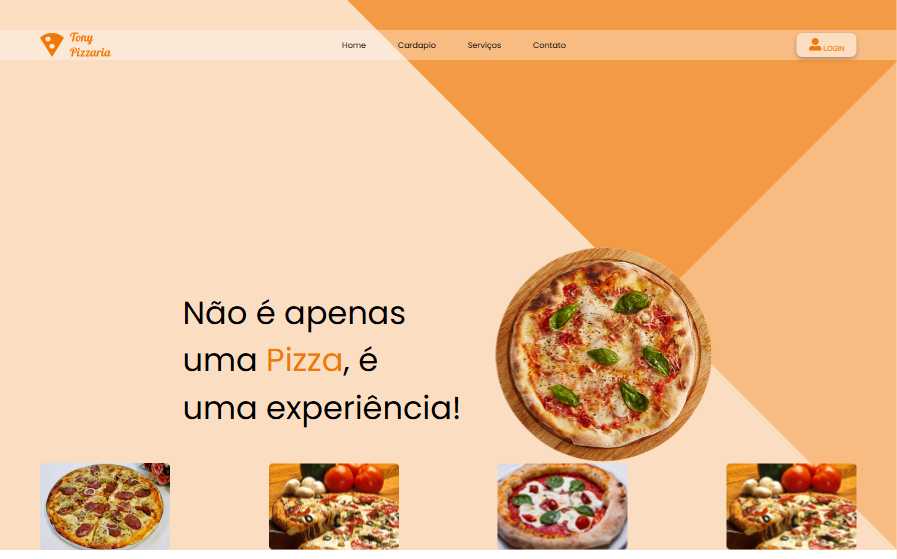 Tony
Pizzaria
Home
Cardapio
Serviços
Contato
LOGIN
Não é apenas
uma Pizza, é
uma experiência!